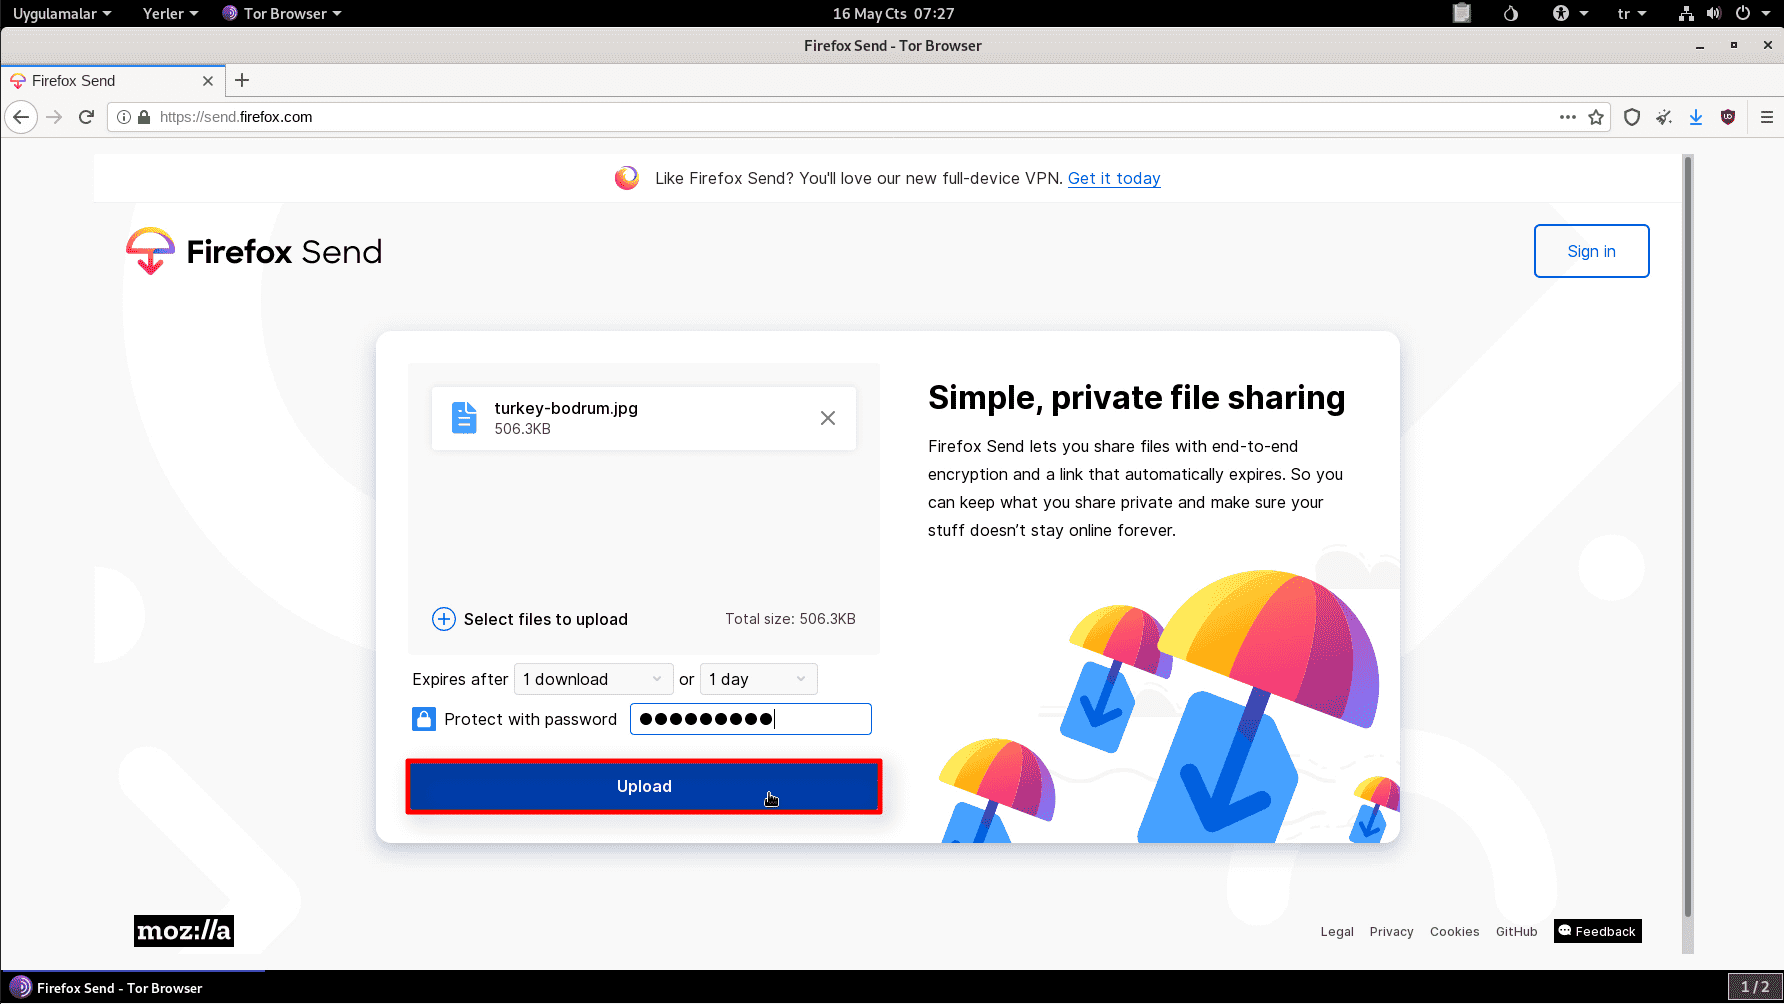 Uygulamalar Yerler Tor Browser 16 May Cts 07:27 tr
Firefox Send - Tor Browser
Firefox Send
https://send.firefox.com
Like Firefox Send? You'll love our new full-device VPN. Get it today
Firefox Send
Sign in
turkey-bodrum.jpg
506.3KB
Select files to upload Total size: 506.3KB
Expires after 1 download or 1 day
Protect with password
Upload
Simple, private file sharing
Firefox Send lets you share files with end-to-end
encryption and a link that automatically expires. So you
can keep what you share private and make sure your
stuff doesn’t stay online forever.
moz://a
Legal Privacy Cookies GitHub Feedback
Firefox Send - Tor Browser 1 / 2